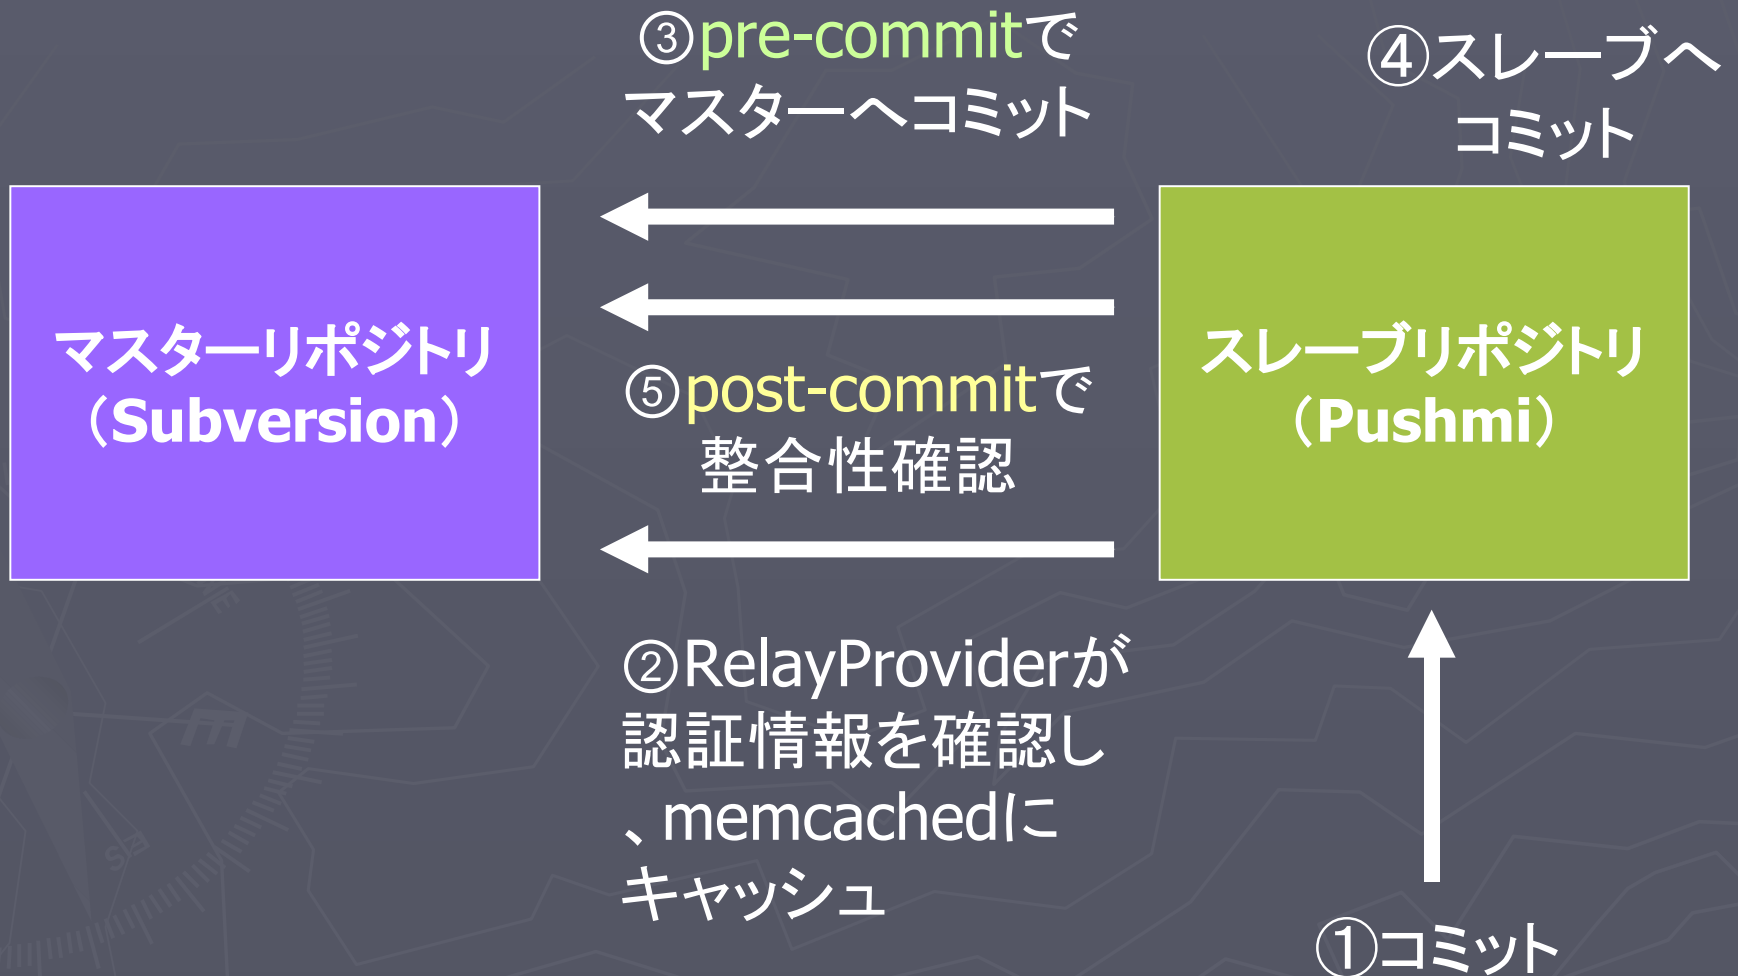 ③pre-commitで
マスターへコミット
④スレーブへ
コミット
マスターリポジトリ
（Subversion）
スレーブリポジトリ
（Pushmi）
⑤post-commitで
整合性確認
②RelayProviderが
認証情報を確認し
、memcachedに
キャッシュ
①コミット